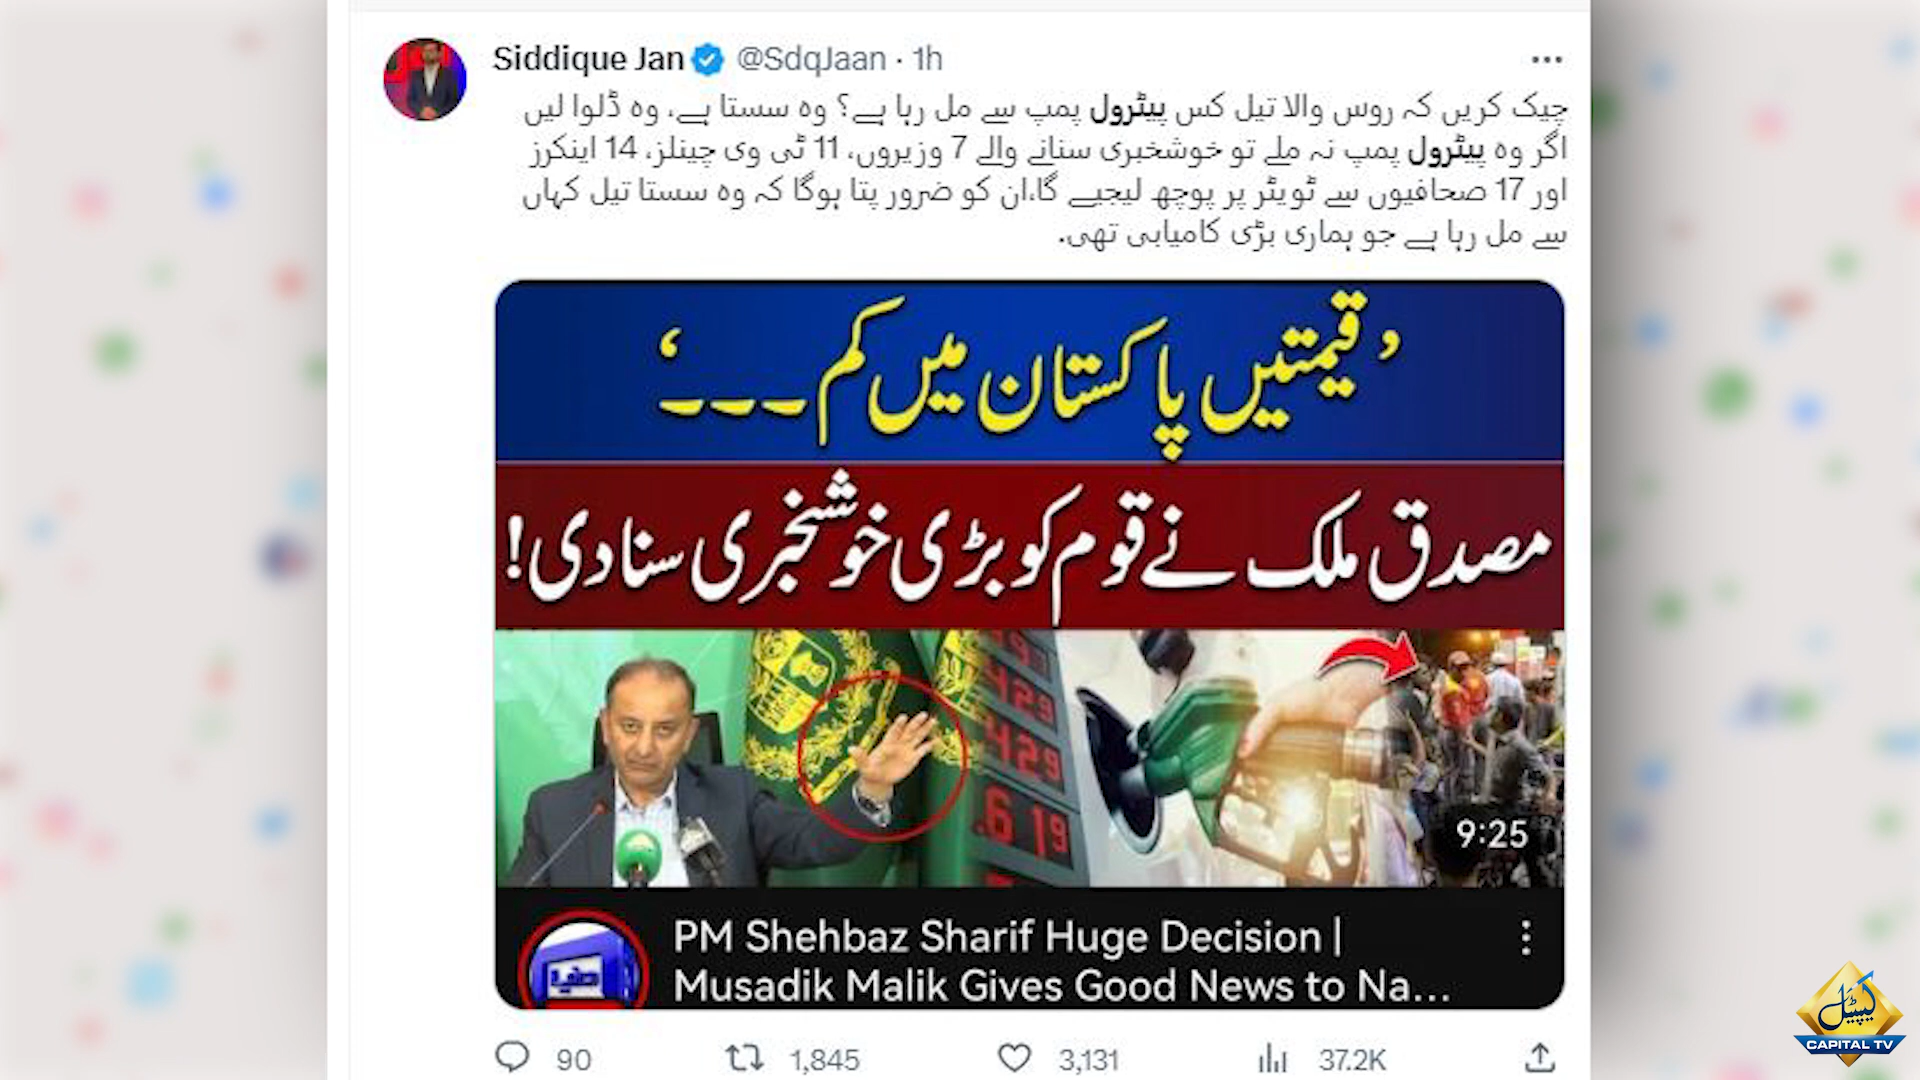 Siddique Jan @SdqJaan · 1h
چیک کریں کہ روس والا تیل کس پیٹرول پمپ سے مل رہا ہے؟ وہ سستا ہے، وہ ڈلوا لیں
اگر وہ پیٹرول پمپ نہ ملے تو خوشخبری سنانے والے 7 وزیروں، 11 ٹی وی چینلز، 14 اینکرز
اور 17 صحافیوں سے ٹویٹر پر پوچھ لیجیے گا،ان کو ضرور پتا ہوگا کہ وہ سستا تیل کہاں
سے مل رہا ہے جو ہماری بڑی کامیابی تھی.
’قیمتیں پاکستان میں کم ۔۔۔‘
مصدق ملک نے قوم کو بڑی خوشخبری سنا دی!
429
429
.619
9:25
دنیا
PM Shehbaz Sharif Huge Decision |
Musadik Malik Gives Good News to Na...
90 1,845 3,131 37.2K
کیپیٹل
CAPITAL TV